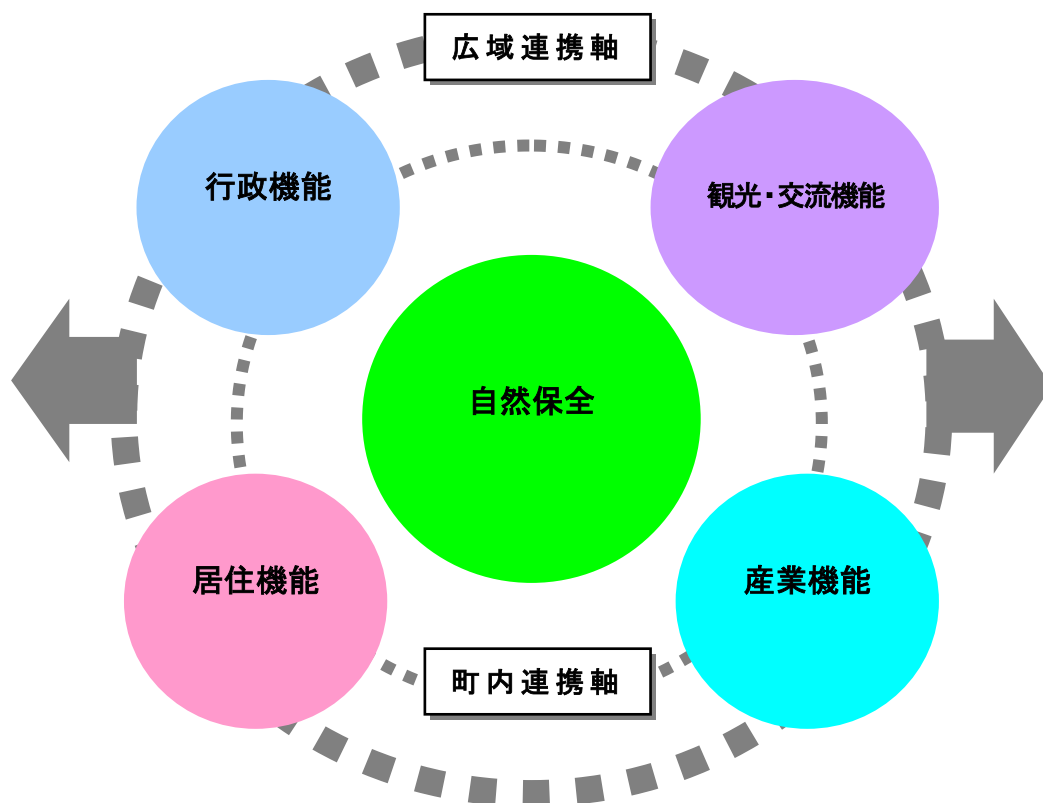 広域連携軸
行政機能
観光・交流機能
自然保全
居住機能
産業機能
町内連携軸